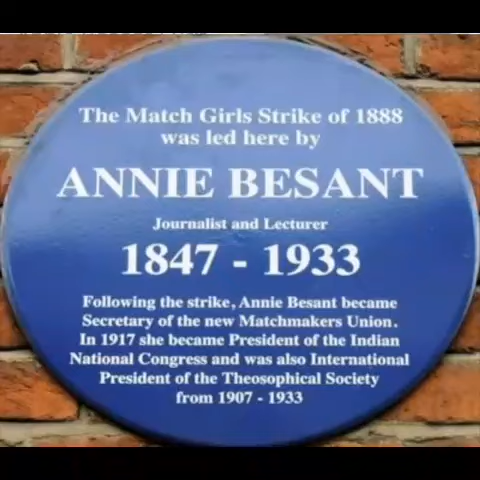 The Match Girls Strike of 1888
was led here by
ANNIE BESANT
Journalist and Lecturer
1847 - 1933
Following the strike, Annie Besant became
Secretary of the new Matchmakers Union.
In 1917 she became President of the Indian
National Congress and was also International
President of the Theosophical Society
from 1907 - 1933